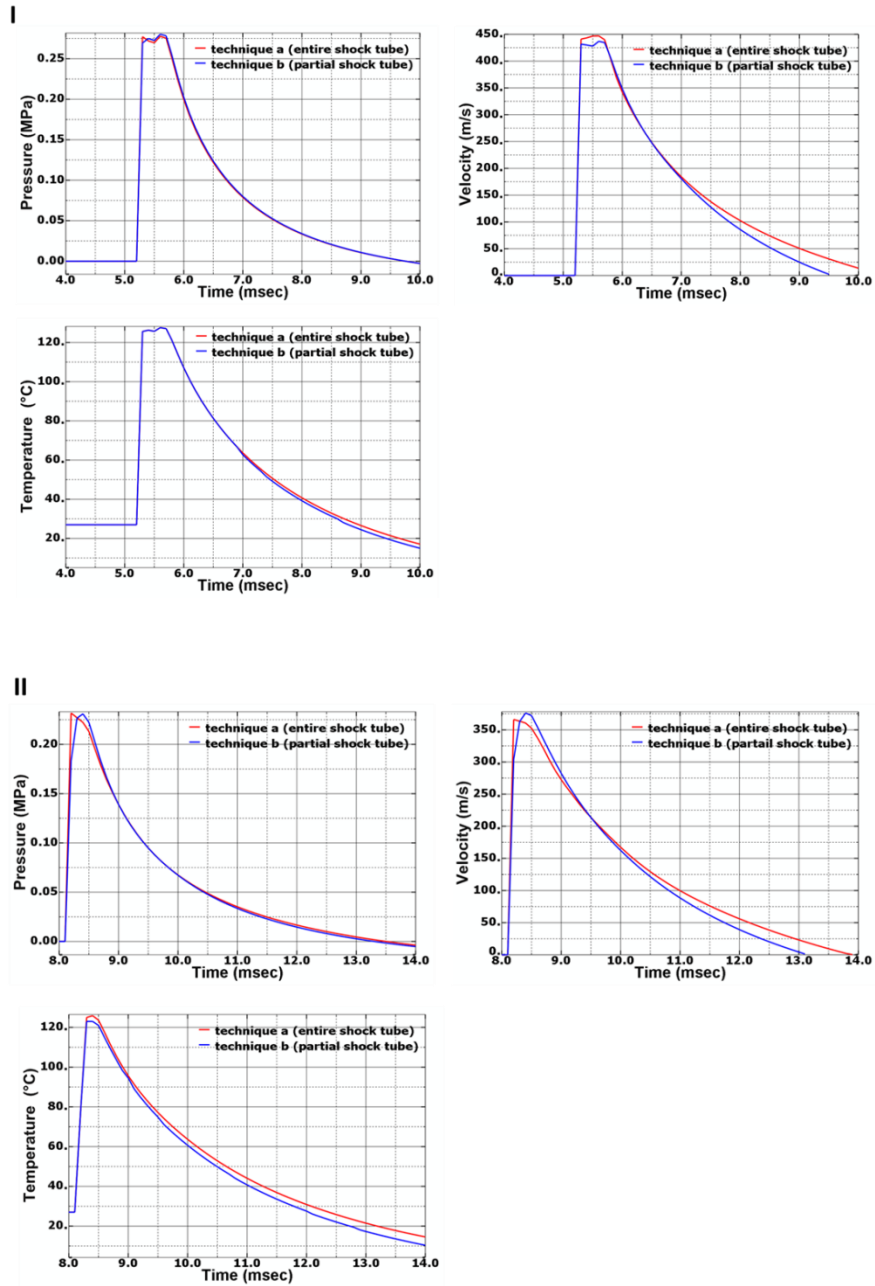 I
technique a (entire shock tube)
technique b (partial shock tube)
Pressure (MPa)
0.25
0.20
0.15
0.10
0.05
0.00
4.0 5.0 6.0 7.0 8.0 9.0 10.0
Time (msec)
technique a (entire shock tube)
technique b (partial shock tube)
Velocity (m/s)
450.
400.
350.
300.
250.
200.
150.
100.
50.
0.
4.0 5.0 6.0 7.0 8.0 9.0 10.0
Time (msec)
technique a (entire shock tube)
technique b (partial shock tube)
Temperature (°C)
120.
100.
80.
60.
40.
20.
4.0 5.0 6.0 7.0 8.0 9.0 10.0
Time (msec)
II
technique a (entire shock tube)
technique b (partial shock tube)
Pressure (MPa)
0.20
0.15
0.10
0.05
0.00
8.0 9.0 10.0 11.0 12.0 13.0 14.0
Time (msec)
technique a (entire shock tube)
technique b (partail shock tube)
Velocity (m/s)
350.
300.
250.
200.
150.
100.
50.
0.
8.0 9.0 10.0 11.0 12.0 13.0 14.0
Time (msec)
technique a (entire shock tube)
technique b (partial shock tube)
Temperature (°C)
120.
100.
80.
60.
40.
20.
8.0 9.0 10.0 11.0 12.0 13.0 14.0
Time (msec)